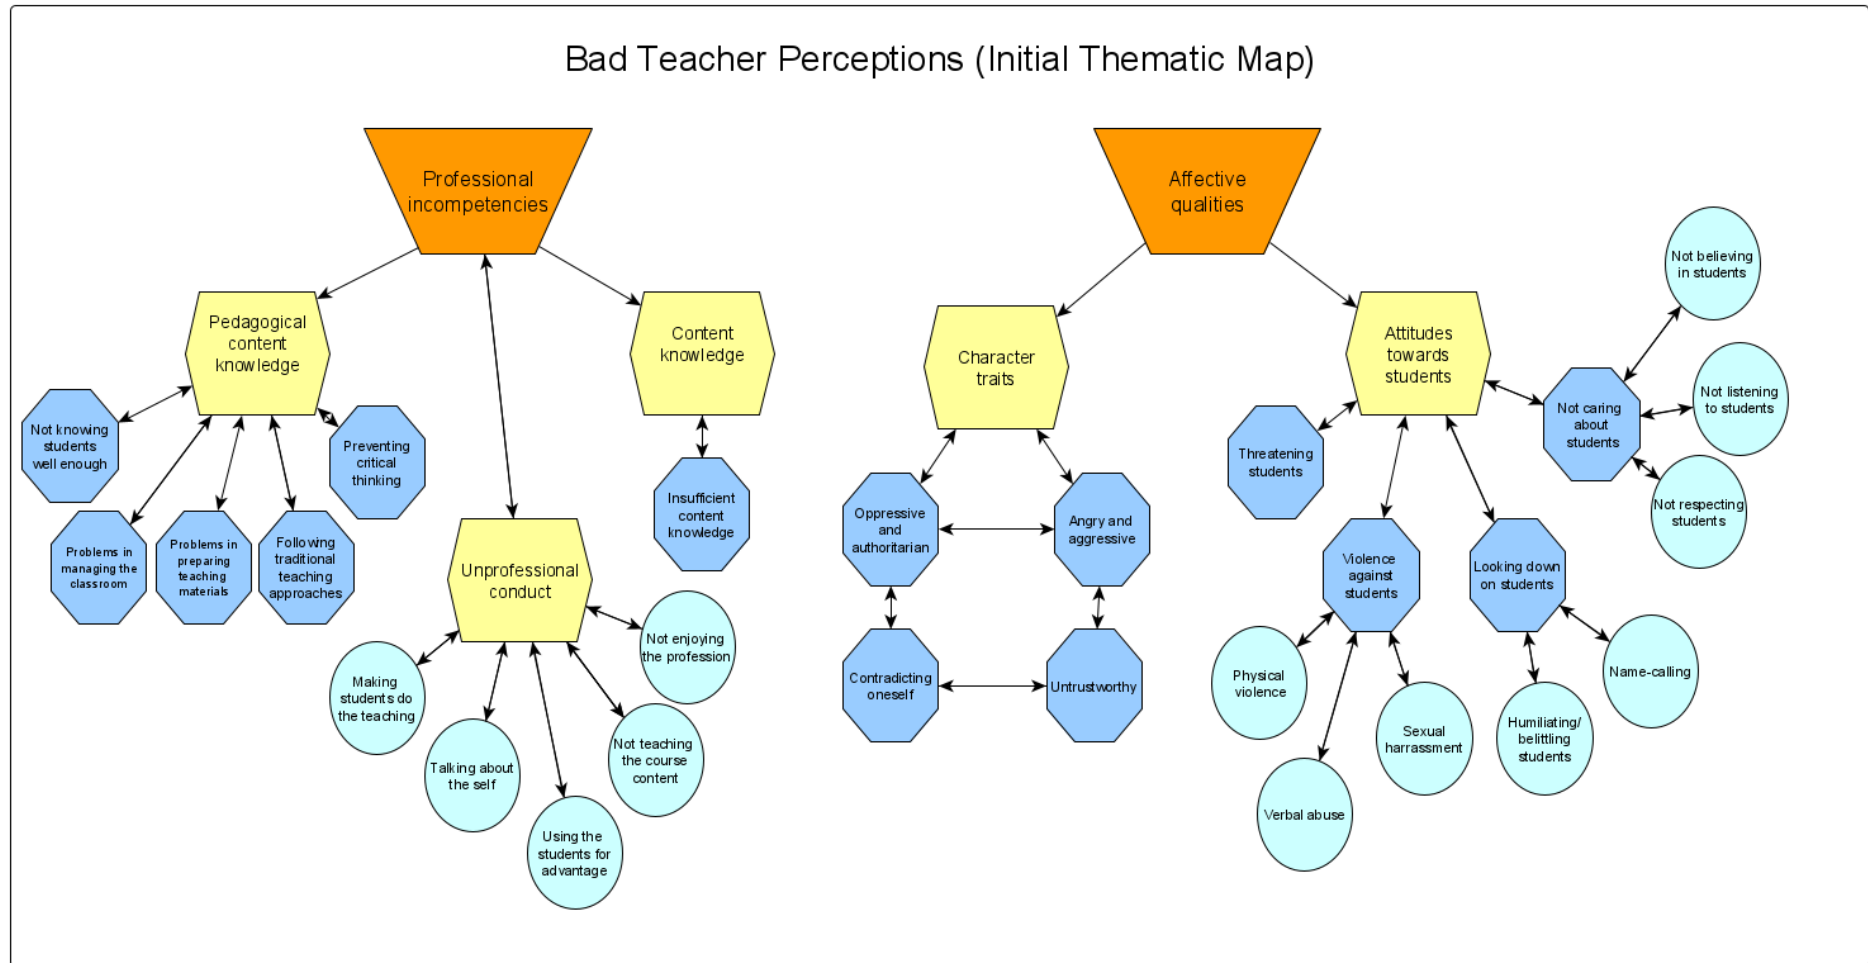 Bad Teacher Perceptions (Initial Thematic Map)
Professional
incompetencies
Affective
qualities
Pedagogical
content
knowledge
Content
knowledge
Character
traits
Attitudes
towards
students
Not believing
in students
Not listening
to students
Not caring
about
students
Not respecting
students
Not knowing
students
well enough
Preventing
critical
thinking
Problems in
managing the
classroom
Problems in
preparing
teaching
materials
Following
traditional
teaching
approaches
Insufficient
content
knowledge
Unprofessional
conduct
Making
students do
the teaching
Talking about
the self
Using the
students for
advantage
Not teaching
the course
content
Not enjoying
the profession
Oppressive
and
authoritarian
Angry and
aggressive
Contradicting
oneself
Untrustworthy
Threatening
students
Violence
against
students
Looking down
on students
Physical
violence
Verbal abuse
Sexual
harrassment
Humiliating/
belittling
students
Name-calling